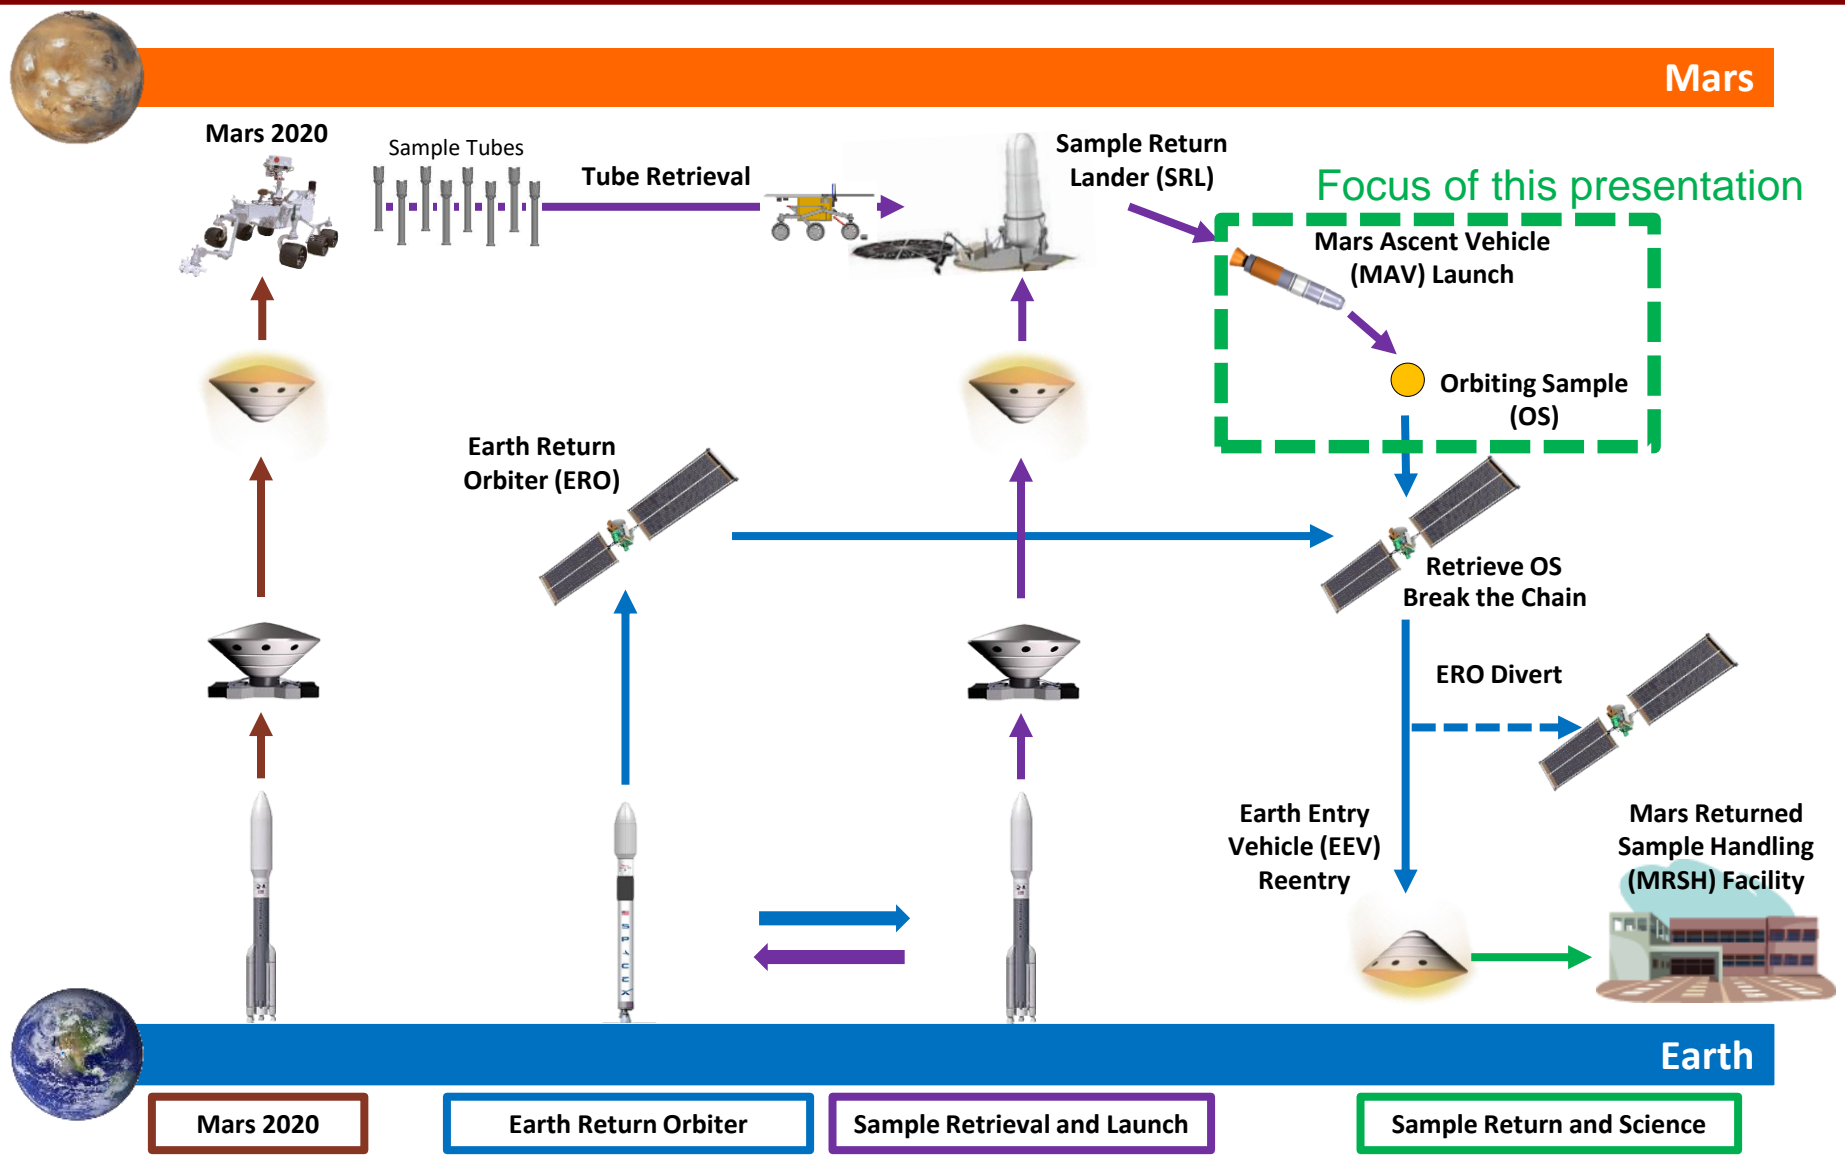 Mars
Mars 2020
Sample Tubes
Tube Retrieval
Sample Return
Lander (SRL)
Focus of this presentation
Mars Ascent Vehicle
(MAV) Launch
Orbiting Sample
(OS)
Earth Return
Orbiter (ERO)
Retrieve OS
Break the Chain
ERO Divert
Earth Entry
Vehicle (EEV)
Reentry
Mars Returned
Sample Handling
(MRSH) Facility
SPACEX
Earth
Mars 2020
Earth Return Orbiter
Sample Retrieval and Launch
Sample Return and Science